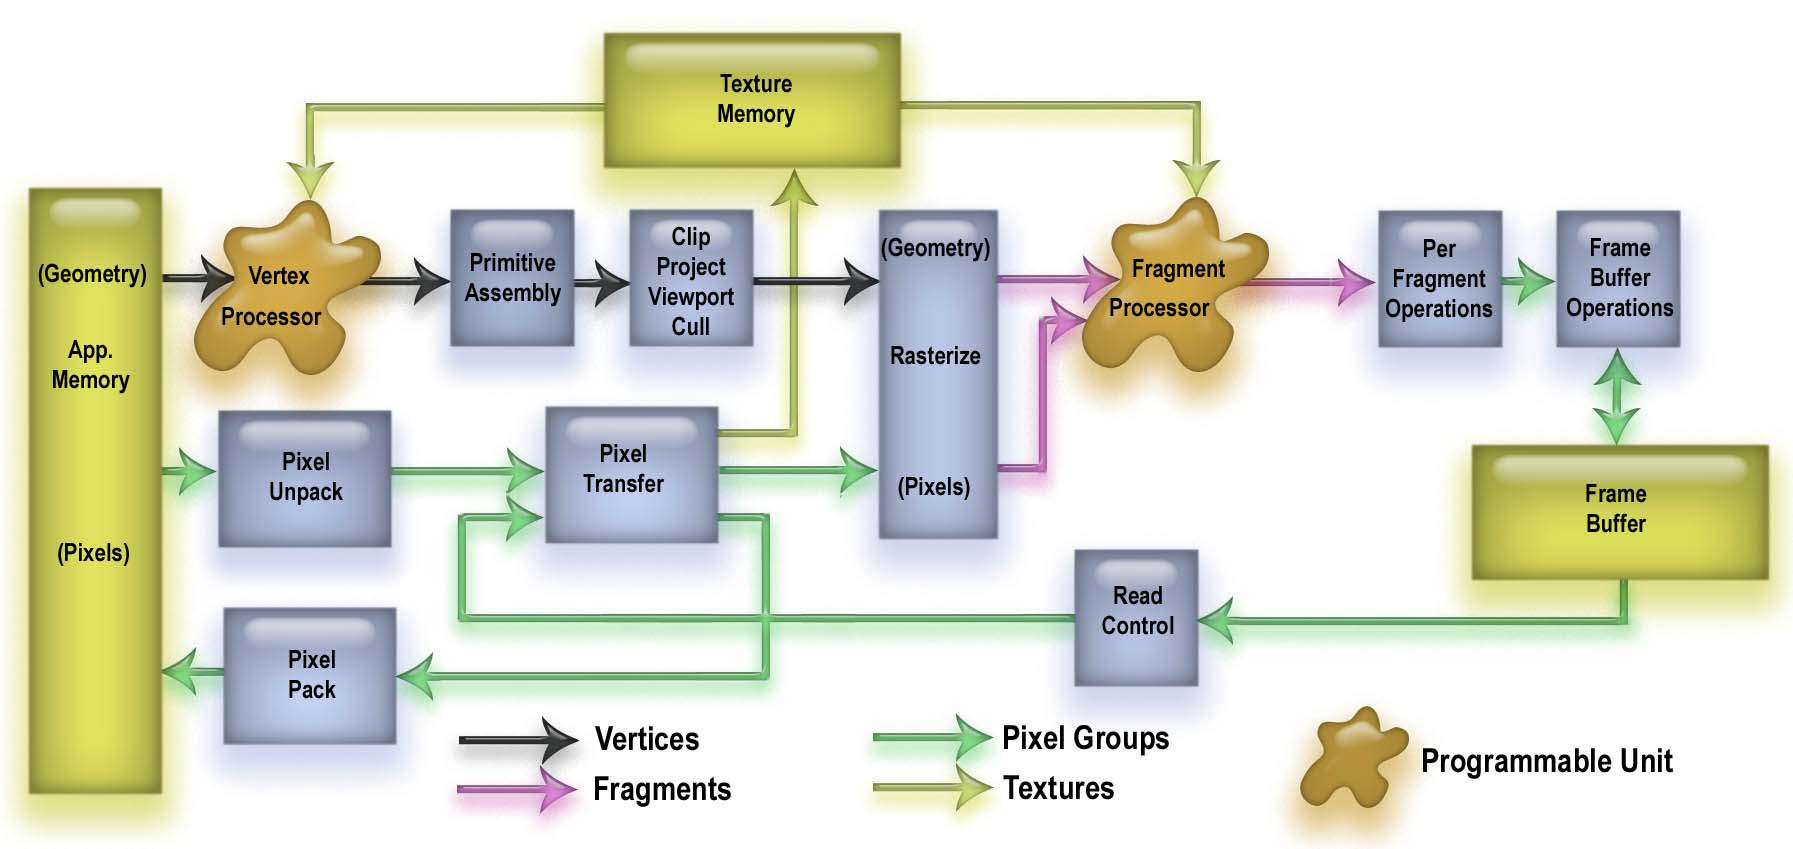 Texture
Memory
(Geometry)
App.
Memory
(Pixels)
Vertex
Processor
Primitive
Assembly
Clip
Project
Viewport
Cull
(Geometry)
Rasterize
(Pixels)
Fragment
Processor
Per
Fragment
Operations
Frame
Buffer
Operations
Pixel
Unpack
Pixel
Transfer
Frame
Buffer
Read
Control
Pixel
Pack
Vertices
Fragments
Pixel Groups
Textures
Programmable Unit